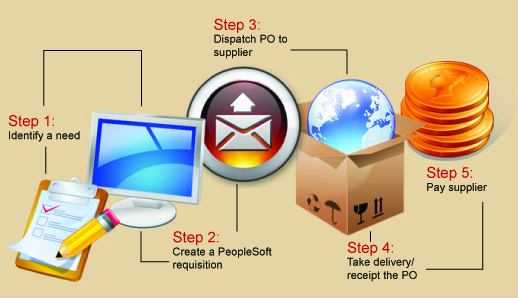 Step 1:
Identify a need
Step 2:
Create a PeopleSoft
requisition
Step 3:
Dispatch PO to
supplier
Step 4:
Take delivery/
receipt the PO
Step 5:
Pay supplier